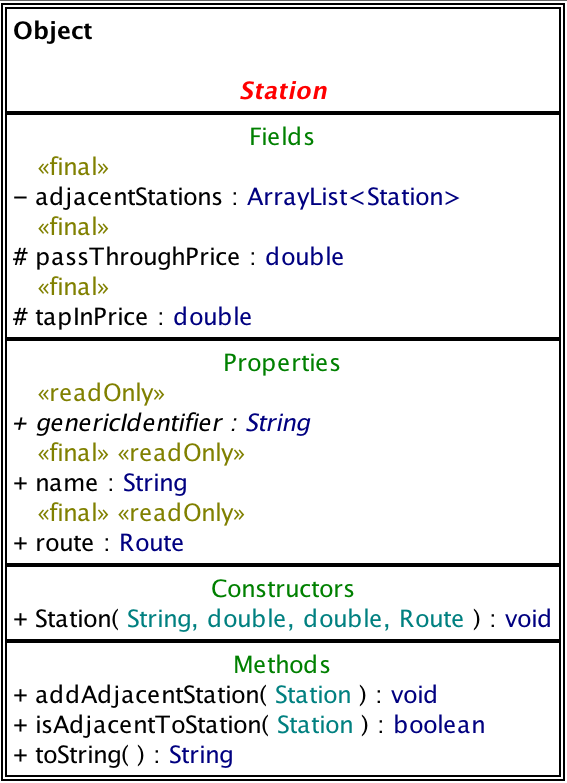 Object
Station
Fields
«final»
– adjacentStations : ArrayList<Station>
«final»
# passThroughPrice : double
«final»
# tapInPrice : double
Properties
«readOnly»
+ genericIdentifier : String
«final» «readOnly»
+ name : String
«final» «readOnly»
+ route : Route
Constructors
+ Station( String, double, double, Route ) : void
Methods
+ addAdjacentStation( Station ) : void
+ isAdjacentToStation( Station ) : boolean
+ toString( ) : String